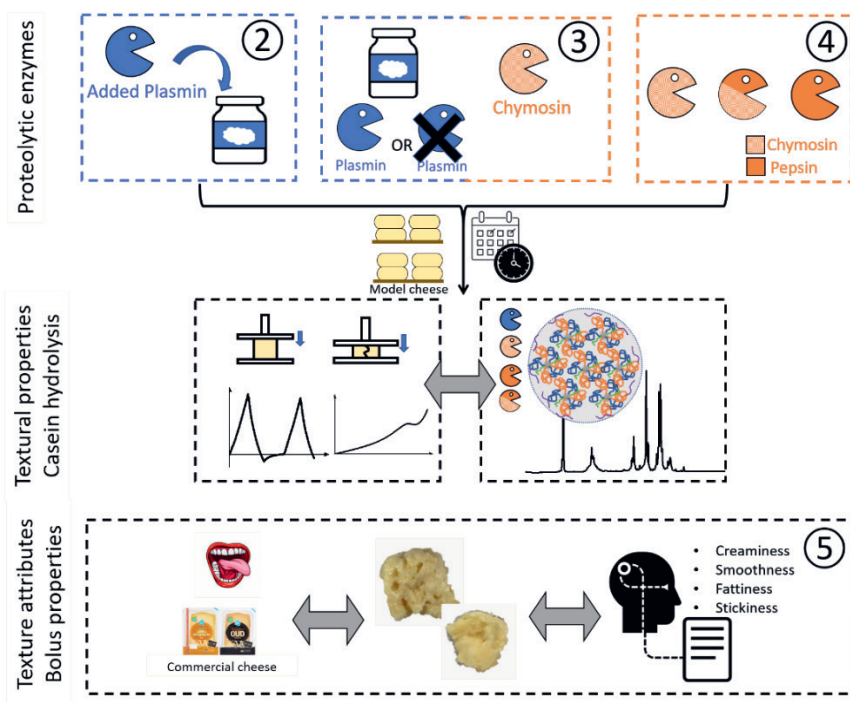 Proteolytic enzymes
2
Added Plasmin
3
Plasmin
OR
Plasmin
Chymosin
4
Chymosin
Pepsin
Model cheese
Textural properties
Casein hydrolysis
Texture attributes
Bolus properties
5
OUD
Commercial cheese
• Creaminess
• Smoothness
• Fattiness
• Stickiness